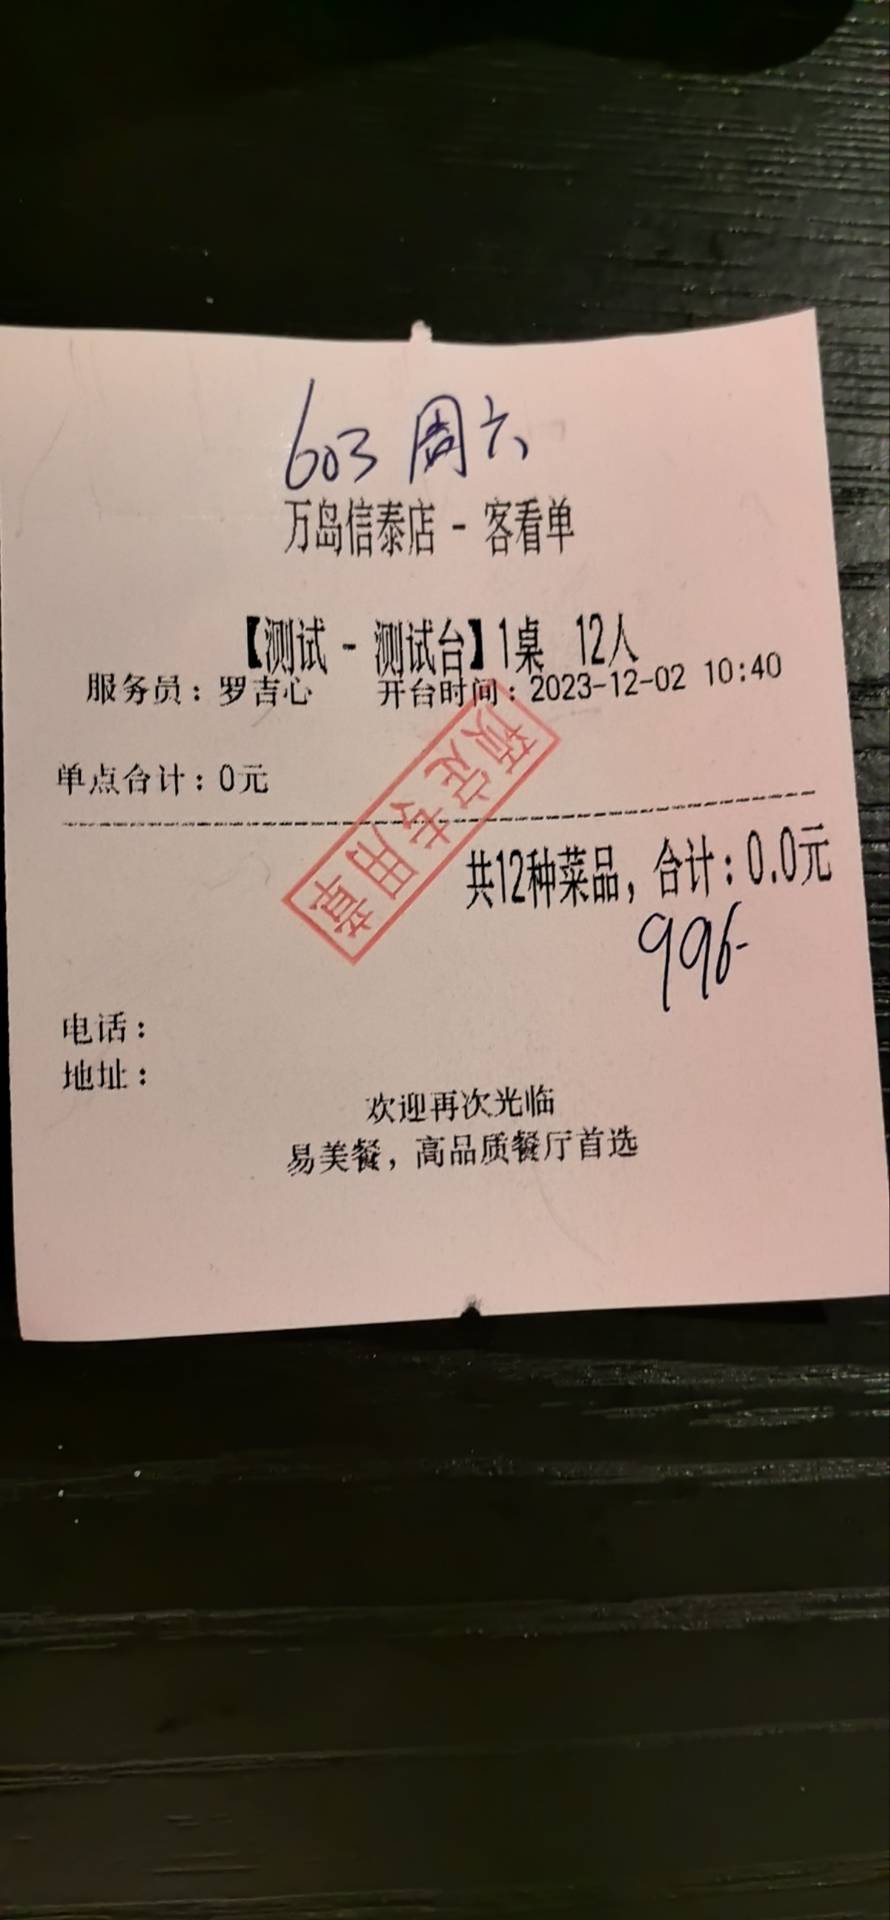 603 周六
万岛信泰店 - 客看单
【测试 - 测试台】1桌 12人
服务员：罗吉心 开台时间：2023-12-02 10:40
单点合计：0元
预定专用章
共12种菜品，合计：0.0元
996-
电话：
地址：
欢迎再次光临
易美餐，高品质餐厅首选